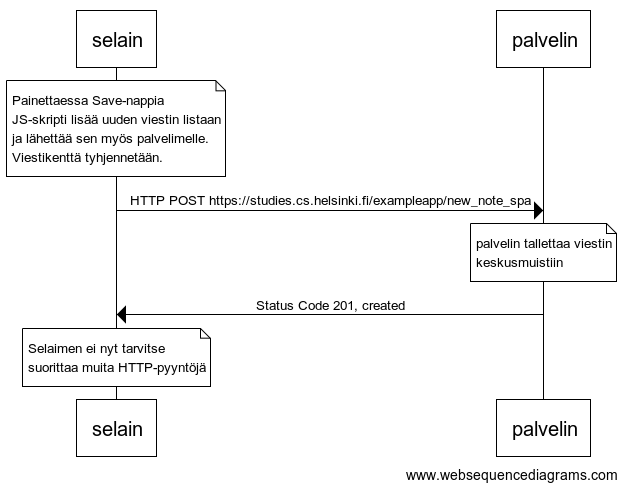 selain
palvelin
Painettaessa Save-nappia
JS-skripti lisää uuden viestin listaan
ja lähettää sen myös palvelimelle.
Viestikenttä tyhjennetään.
HTTP POST https://studies.cs.helsinki.fi/exampleapp/new_note_spa
palvelin tallettaa viestin
keskusmuistiin
Status Code 201, created
Selaimen ei nyt tarvitse
suorittaa muita HTTP-pyyntöjä
selain
palvelin
www.websequencediagrams.com